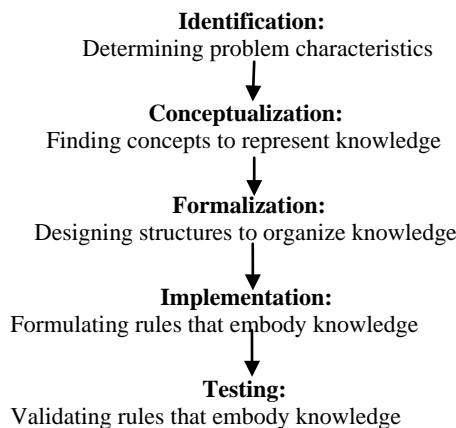 Identification:
Determining problem characteristics
Conceptualization:
Finding concepts to represent knowledge
Formalization:
Designing structures to organize knowledge
Implementation:
Formulating rules that embody knowledge
Testing:
Validating rules that embody knowledge